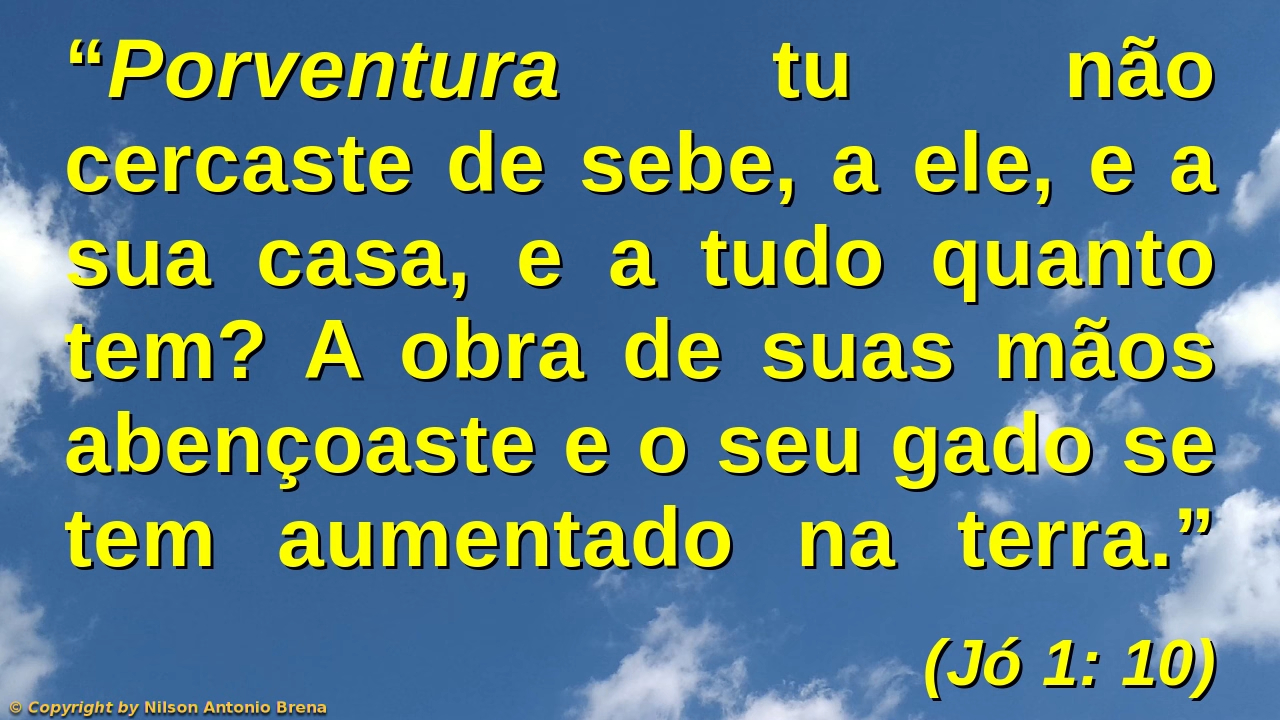 “Porventura tu não
cercaste de sebe, a ele, e a
sua casa, e a tudo quanto
tem? A obra de suas mãos
abençoaste e o seu gado se
tem aumentado na terra.”
(Jó 1: 10)
© Copyright by Nilson Antonio Brena